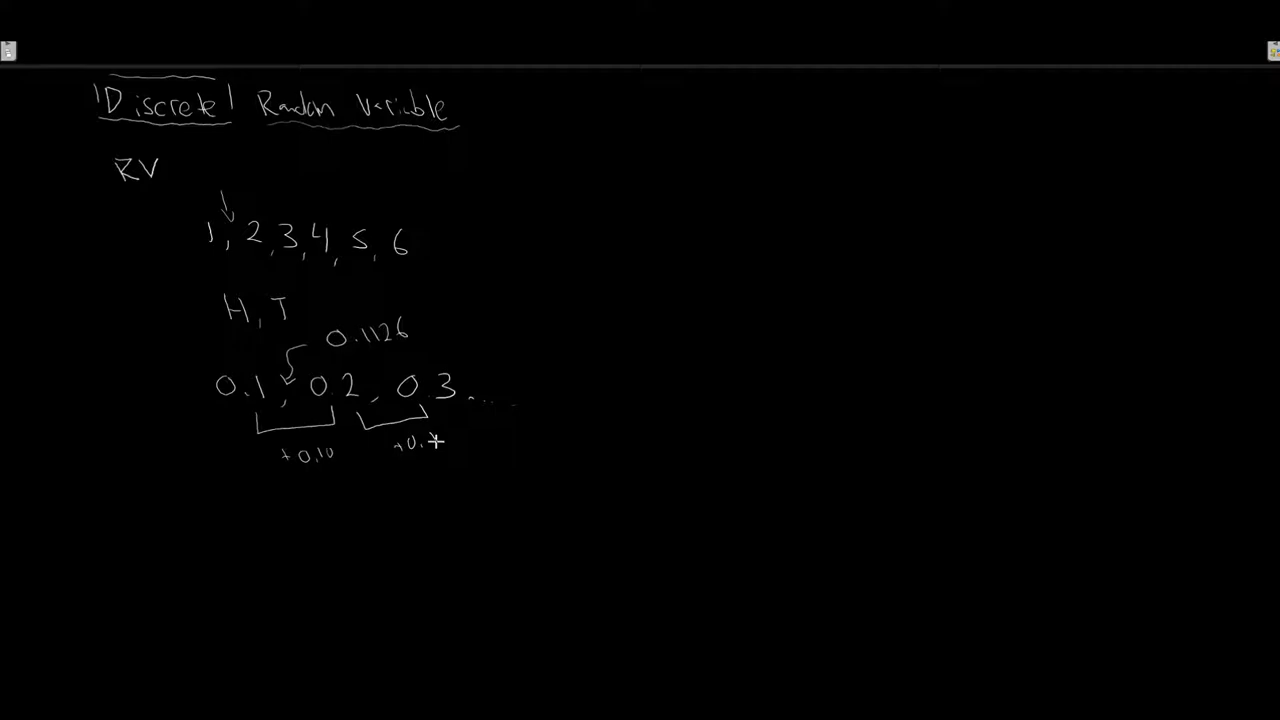 Discrete Random Variable
RV
1, 2, 3, 4, 5, 6
H, T
0.1126
0.1, 0.2, 0.3.....
+0.10 +0.